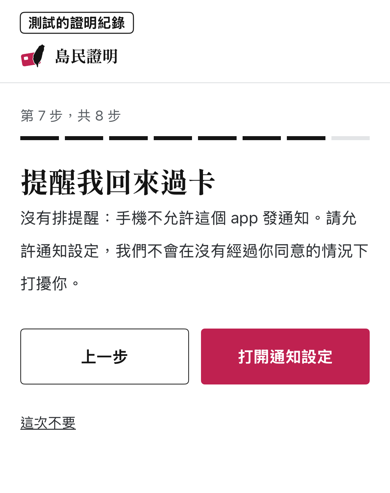 測試的證明紀錄
島民證明
第 7 步，共 8 步
提醒我回來過卡
沒有排提醒：手機不允許這個 app 發通知。請允
許通知設定，我們不會在沒有經過你同意的情況下
打擾你。
上一步
打開通知設定
這次不要